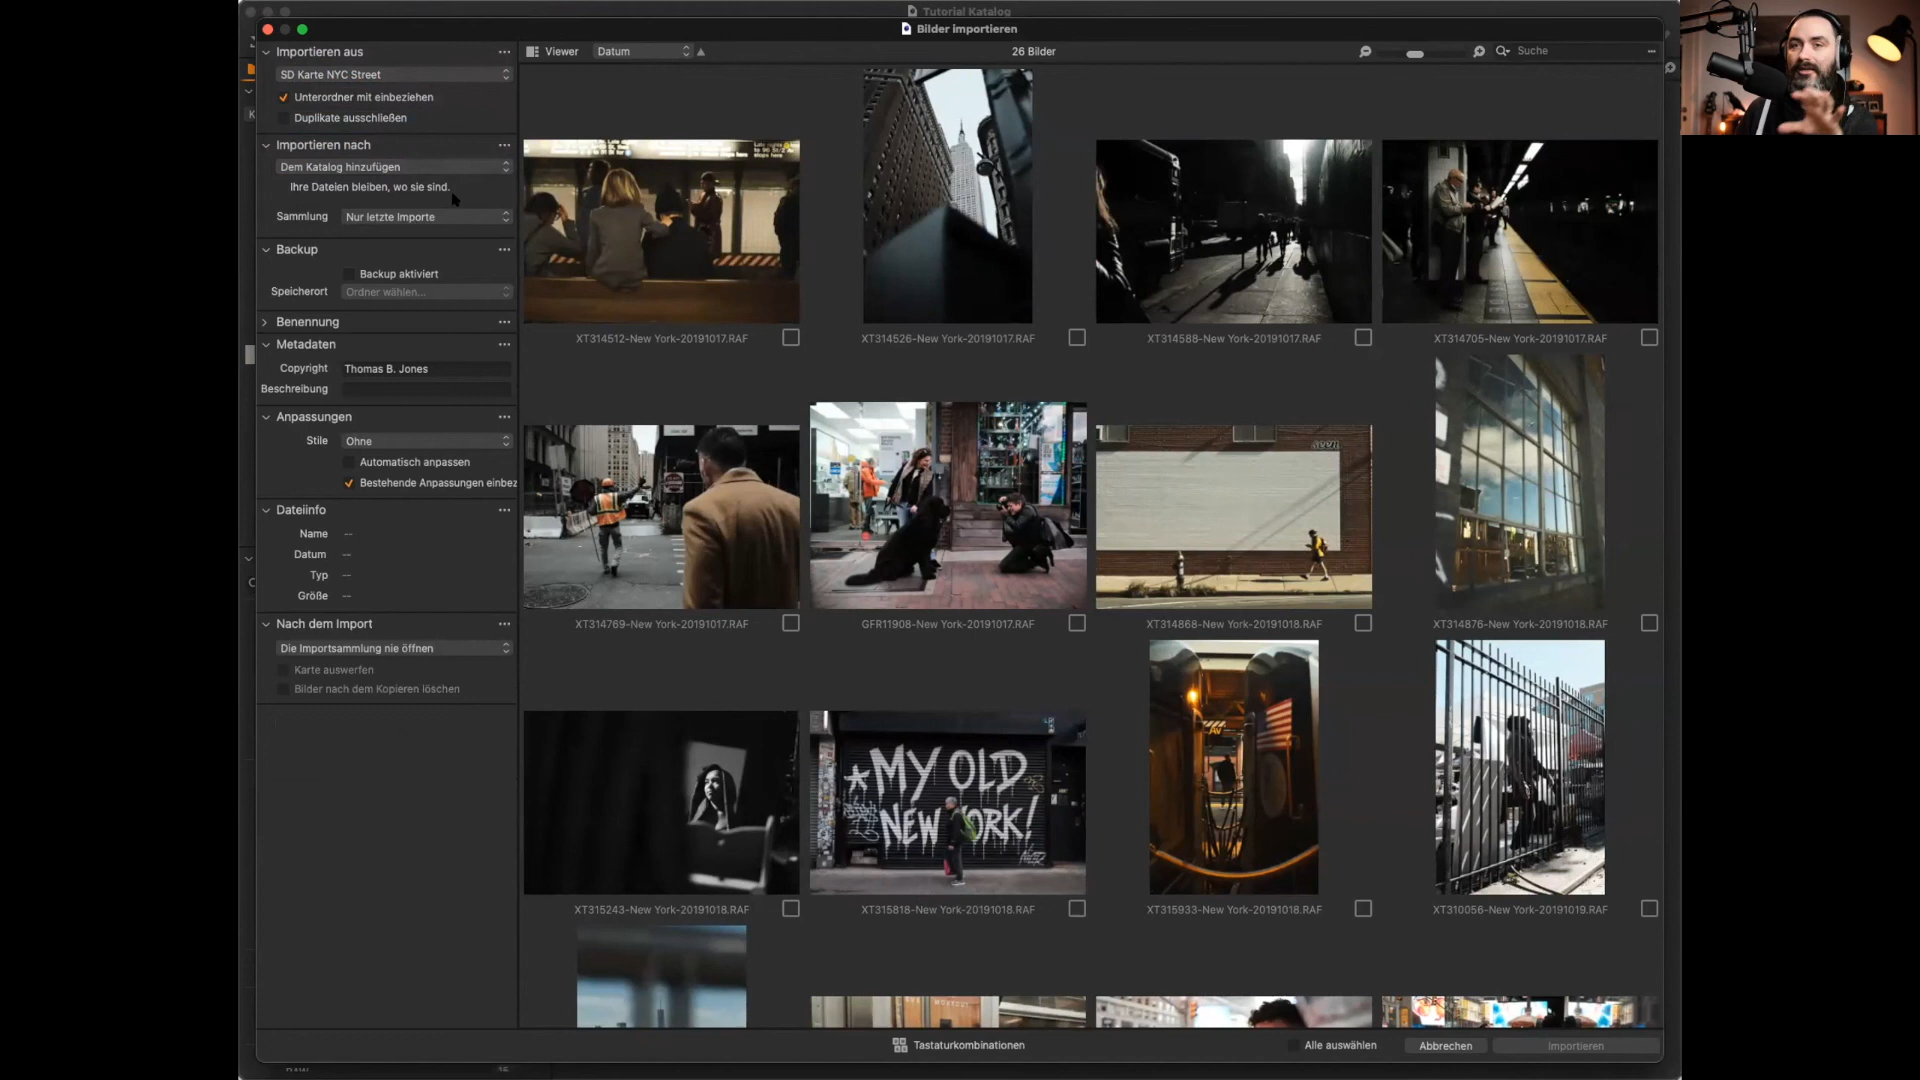 Tutorial Katalog
Bilder importieren
Importieren aus
Viewer
Datum
26 Bilder
Suche
SD Karte NYC Street
Unterordner mit einbeziehen
Duplikate ausschließen
Importieren nach
Dem Katalog hinzufügen
Ihre Dateien bleiben, wo sie sind.
Sammlung
Nur letzte Importe
Backup
Backup aktiviert
Speicherort
Ordner wählen...
Benennung
Metadaten
Copyright
Thomas B. Jones
Beschreibung
Anpassungen
Stile
Ohne
Automatisch anpassen
Bestehende Anpassungen einbez
Dateiinfo
Name --
Datum --
Typ --
Größe --
Nach dem Import
Die Importsammlung nie öffnen
Karte auswerfen
Bilder nach dem Kopieren löschen
XT314512-New York-20191017.RAF
XT314526-New York-20191017.RAF
XT314588-New York-20191017.RAF
XT314705-New York-20191017.RAF
seen
XT314769-New York-20191017.RAF
GFR11908-New York-20191017.RAF
XT314868-New York-20191018.RAF
XT314876-New York-20191018.RAF
*MY OLD
NEW YORK!
XT315243-New York-20191018.RAF
XT315818-New York-20191018.RAF
XT315933-New York-20191018.RAF
XT310056-New York-20191019.RAF
Tastaturkombinationen
Alle auswählen
Abbrechen
Importieren